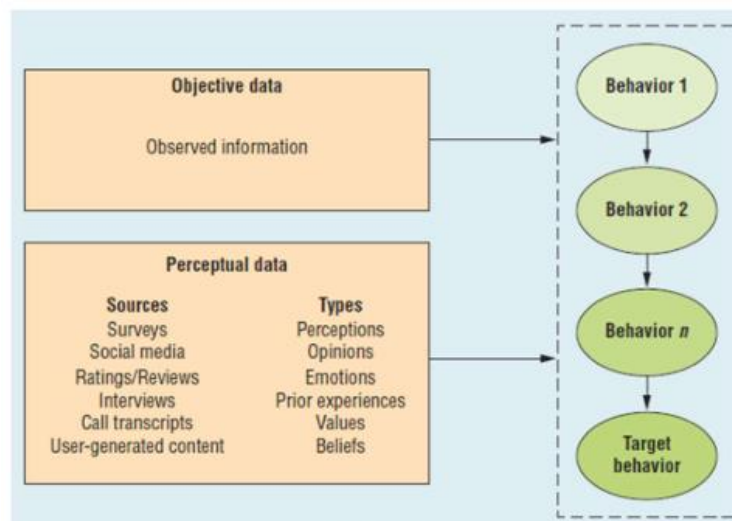 Objective data
Observed information
Perceptual data
Sources
Surveys
Social media
Ratings/Reviews
Interviews
Call transcripts
User-generated content
Types
Perceptions
Opinions
Emotions
Prior experiences
Values
Beliefs
Behavior 1
Behavior 2
Behavior n
Target
behavior